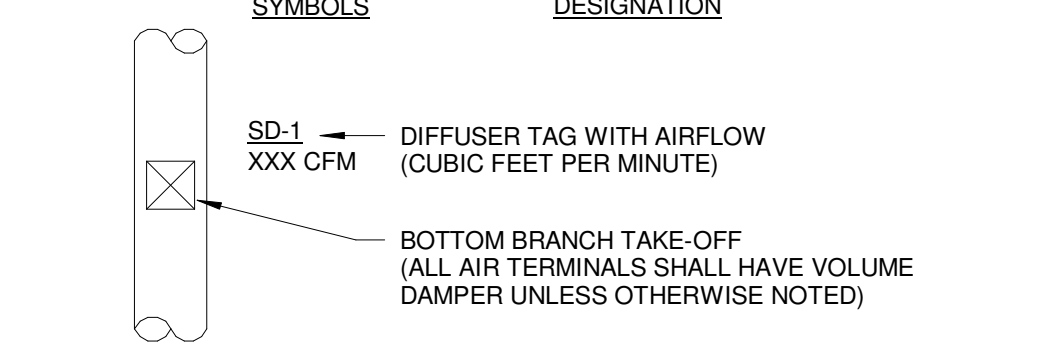 SYMBOLS DESIGNATION
SD-1 DIFFUSER TAG WITH AIRFLOW
XXX CFM (CUBIC FEET PER MINUTE)
BOTTOM BRANCH TAKE-OFF
(ALL AIR TERMINALS SHALL HAVE VOLUME
DAMPER UNLESS OTHERWISE NOTED)